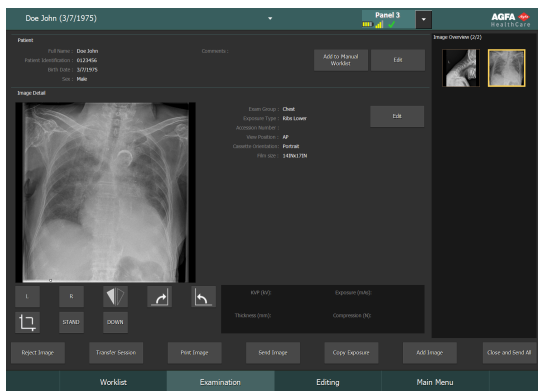 Doe John (3/7/1975)
Panel 3
AGFA
HealthCare
Patient
Full Name : Doe John
Patient Identification : 0123456
Birth Date : 3/7/1975
Sex : Male
Comments :
Add to Manual
Worklist
Edit
Image Overview (2/2)
Image Detail
Exam Group : Chest
Exposure Type : Ribs Lower
Accession Number :
View Position : AP
Cassette Orientation : Portrait
Film size : 14INx17IN
Edit
L
R
STAND
DOWN
KVP (kV):
Exposure (mAs):
Thickness (mm):
Compression (N):
Reject Image
Transfer Session
Print Image
Send Image
Copy Exposure
Add Image
Close and Send All
Worklist
Examination
Editing
Main Menu